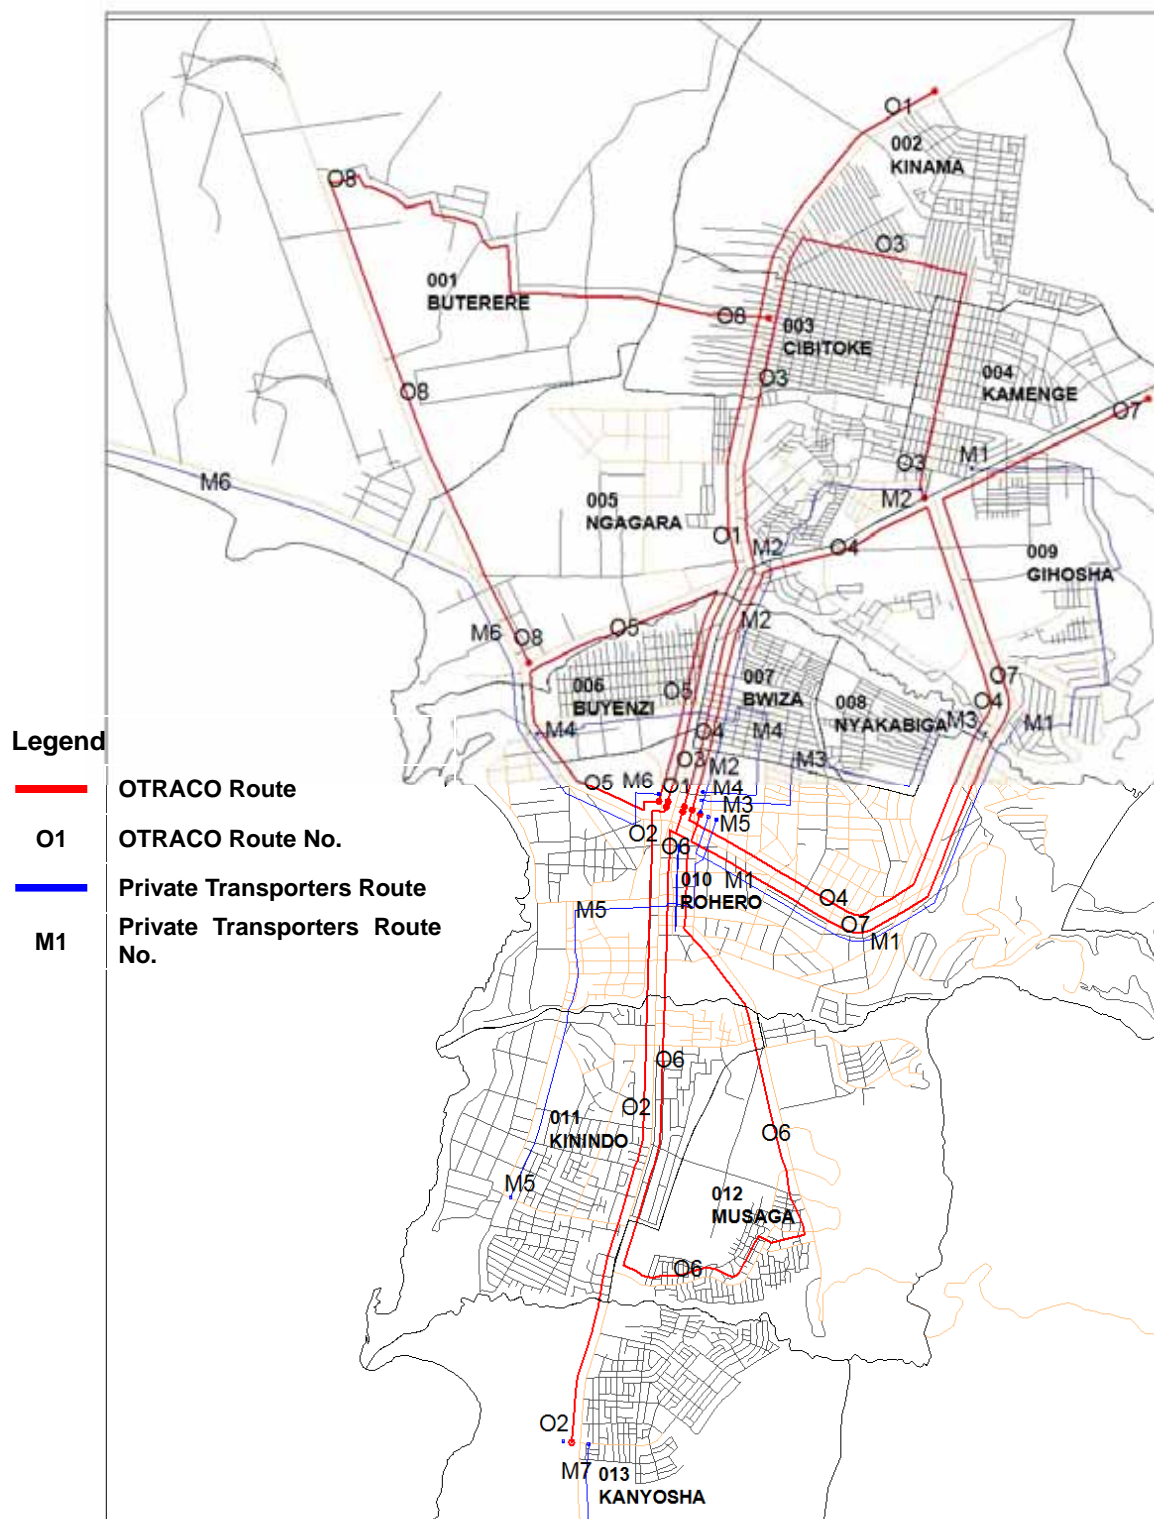 O1
002
KINAMA
O8
O3
001
BUTERERE
O8
003
CIBITOKE
O3
O8
004
KAMENGE
O7
M6
O3
M1
M2
005
NGAGARA
O1
M2
O4
009
GIHOSHA
M6
O8
O5
M2
O7
006
BUYENZI
O5
007
BWIZA
008
NYAKABIGA
O4
M3
M1
M4
O4
M4
O3
M2
M3
O5
M6
O1
M4
M3
M5
O2
O6
010
ROHERO
M1
O4
M5
O7
M1
O6
O2
011
KININDO
O6
M5
012
MUSAGA
O6
O2
M7
013
KANYOSHA
Legend
OTRACO Route
O1
OTRACO Route No.
Private Transporters Route
M1
Private Transporters Route
No.